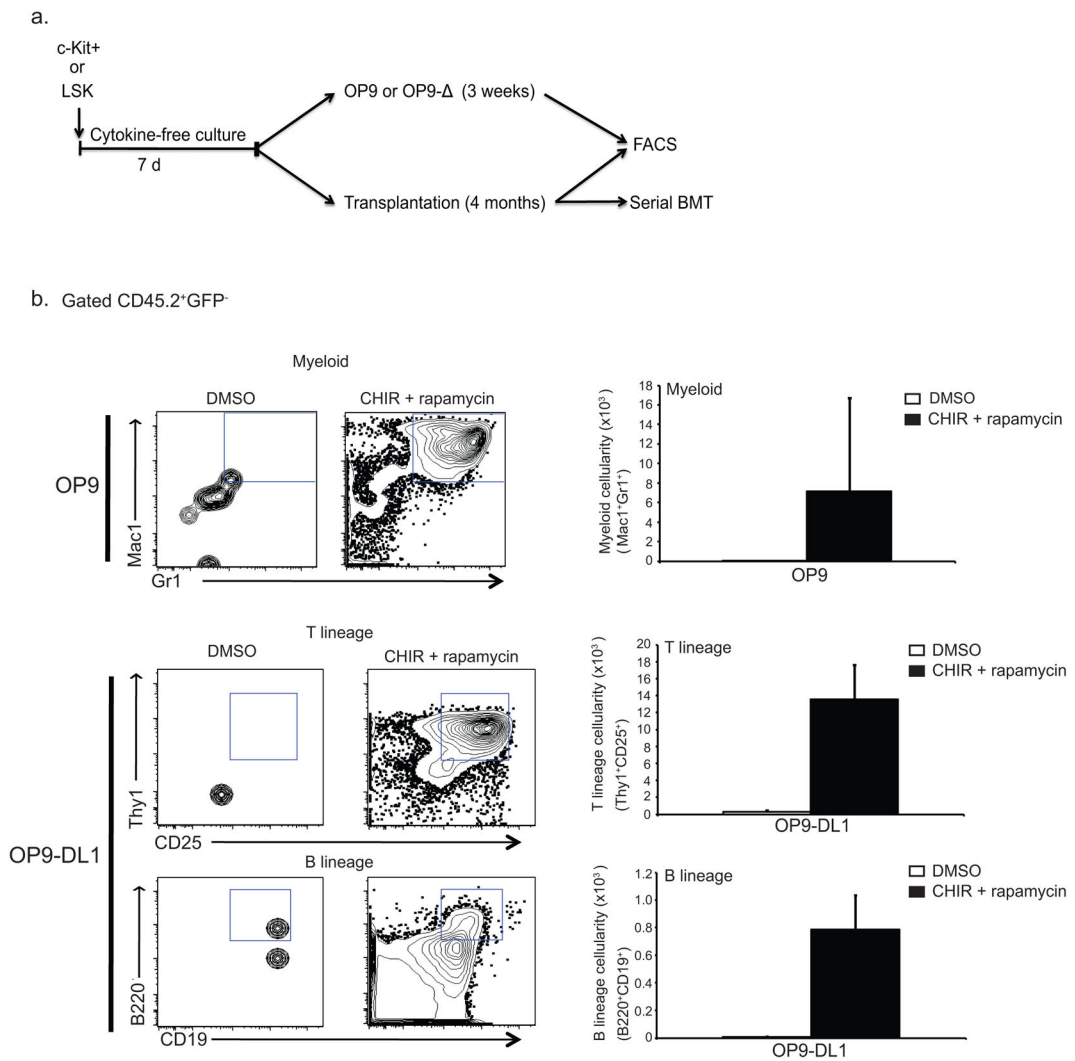 a.
c-Kit+
or
LSK
Cytokine-free culture
7 d
OP9 or OP9-Δ (3 weeks)
Transplantation (4 months)
FACS
Serial BMT
b. Gated CD45.2⁺GFP⁻
Myeloid
DMSO
CHIR + rapamycin
OP9
Mac1
Gr1
Myeloid
DMSO
CHIR + rapamycin
Myeloid cellularity (x10³)
(Mac1⁺Gr1⁺)
18
16
14
12
10
8
6
4
2
0
OP9
T lineage
DMSO
CHIR + rapamycin
OP9-DL1
Thy1
CD25
T lineage
DMSO
CHIR + rapamycin
T lineage cellularity (x10³)
(Thy1⁺CD25⁺)
20
18
16
14
12
10
8
6
4
2
0
OP9-DL1
B lineage
B220
CD19
B lineage
DMSO
CHIR + rapamycin
B lineage cellularity (x10³)
(B220⁺CD19⁺)
1.2
1.0
0.8
0.6
0.4
0.2
0
OP9-DL1